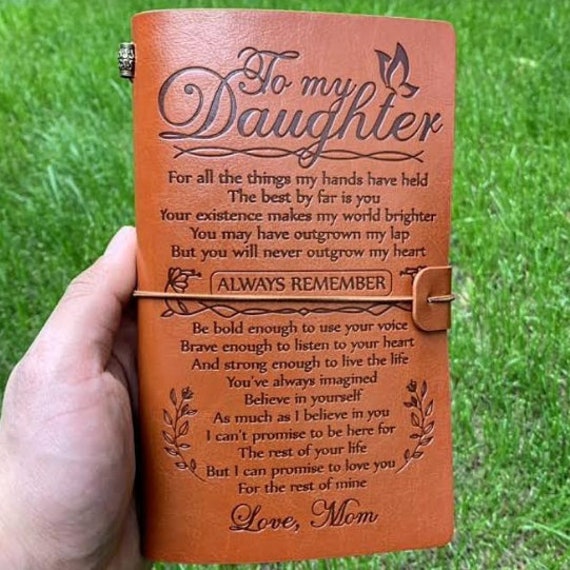 To my
Daughter
For all the things my hands have held
The best by far is you
Your existence makes my world brighter
You may have outgrown my lap
But you will never outgrow my heart
ALWAYS REMEMBER
Be bold enough to use your voice
Brave enough to listen to your heart
And strong enough to live the life
You've always imagined
Believe in yourself
As much as I believe in you
I can't promise to be here for
The rest of your life
But I can promise to love you
For the rest of mine
Love, Mom